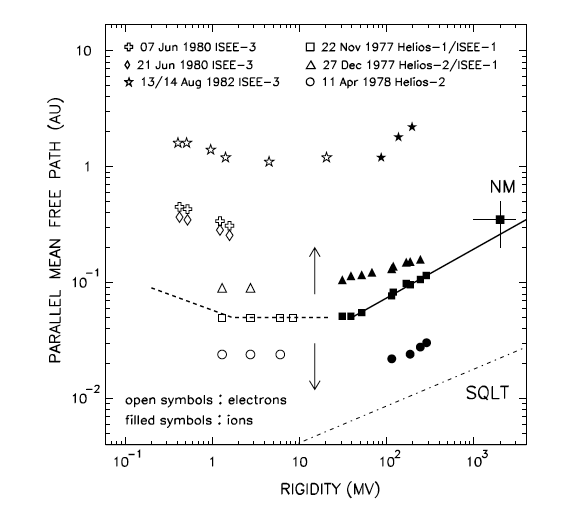 07 Jun 1980 ISEE-3
21 Jun 1980 ISEE-3
13/14 Aug 1982 ISEE-3
22 Nov 1977 Helios-1/ISEE-1
27 Dec 1977 Helios-2/ISEE-1
11 Apr 1978 Helios-2
PARALLEL MEAN FREE PATH (AU)
10
1
10⁻¹
10⁻²
NM
SQLT
open symbols : electrons
filled symbols : ions
10⁻¹ 1 10 10² 10³
RIGIDITY (MV)